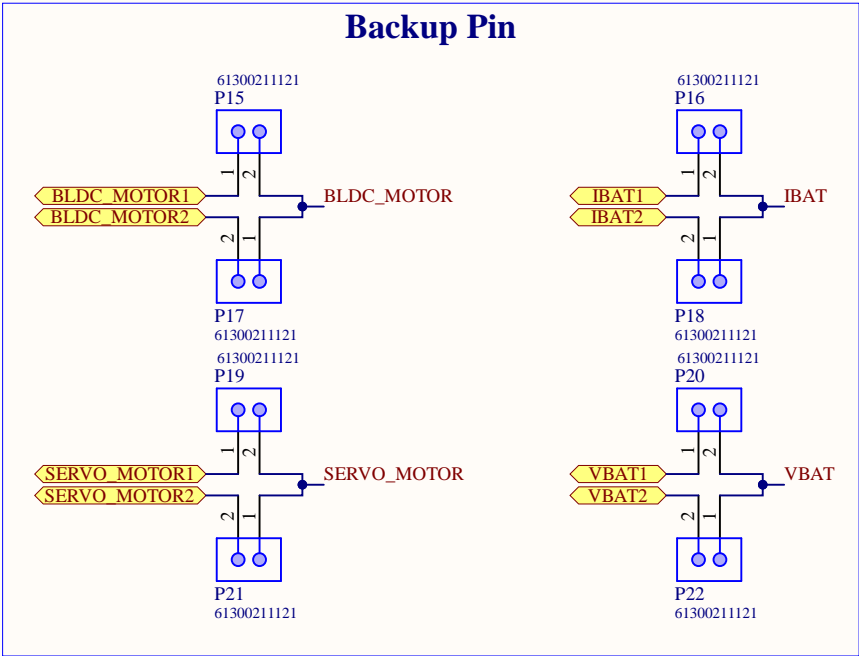 Backup Pin
61300211121
P15
1
2
BLDC_MOTOR1
BLDC_MOTOR2
BLDC_MOTOR
2
1
P17
61300211121
61300211121
P16
1
2
IBAT1
IBAT2
IBAT
2
1
P18
61300211121
61300211121
P19
1
2
SERVO_MOTOR1
SERVO_MOTOR2
SERVO_MOTOR
2
1
P21
61300211121
61300211121
P20
1
2
VBAT1
VBAT2
VBAT
2
1
P22
61300211121